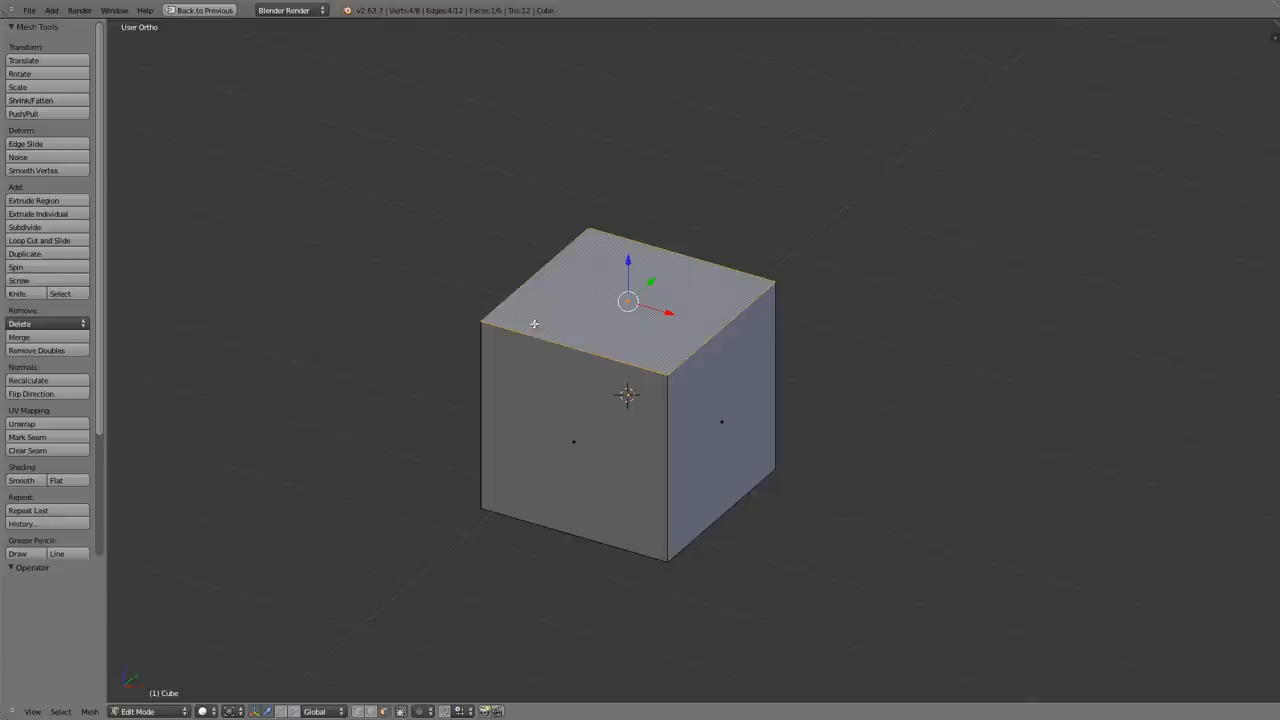 File Add Render Window Help Back to Previous Blender Render v2.63.7 | Verts:4/8 | Edges:4/12 | Faces:1/6 | Tris:12 | Cube
Mesh Tools
User Ortho
Transform:
Translate
Rotate
Scale
Shrink/Fatten
Push/Pull
Deform:
Edge Slide
Noise
Smooth Vertex
Add:
Extrude Region
Extrude Individual
Subdivide
Loop Cut and Slide
Duplicate
Spin
Screw
Knife Select
Remove:
Delete
Merge
Remove Doubles
Normals:
Recalculate
Flip Direction
UV Mapping:
Unwrap
Mark Seam
Clear Seam
Shading:
Smooth Flat
Repeat:
Repeat Last
History...
Grease Pencil:
Draw Line
Operator
(1) Cube
View Select Mesh Edit Mode Global